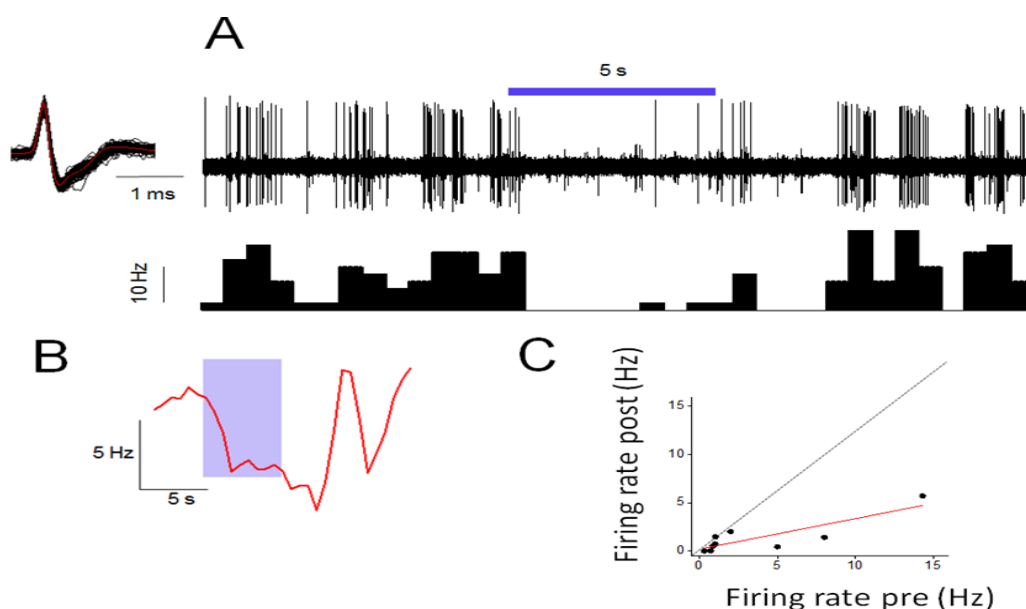 A
5 s
1 ms
10 Hz
B
5 Hz
5 s
C
Firing rate post (Hz)
15
10
5
0
0
5
10
15
Firing rate pre (Hz)